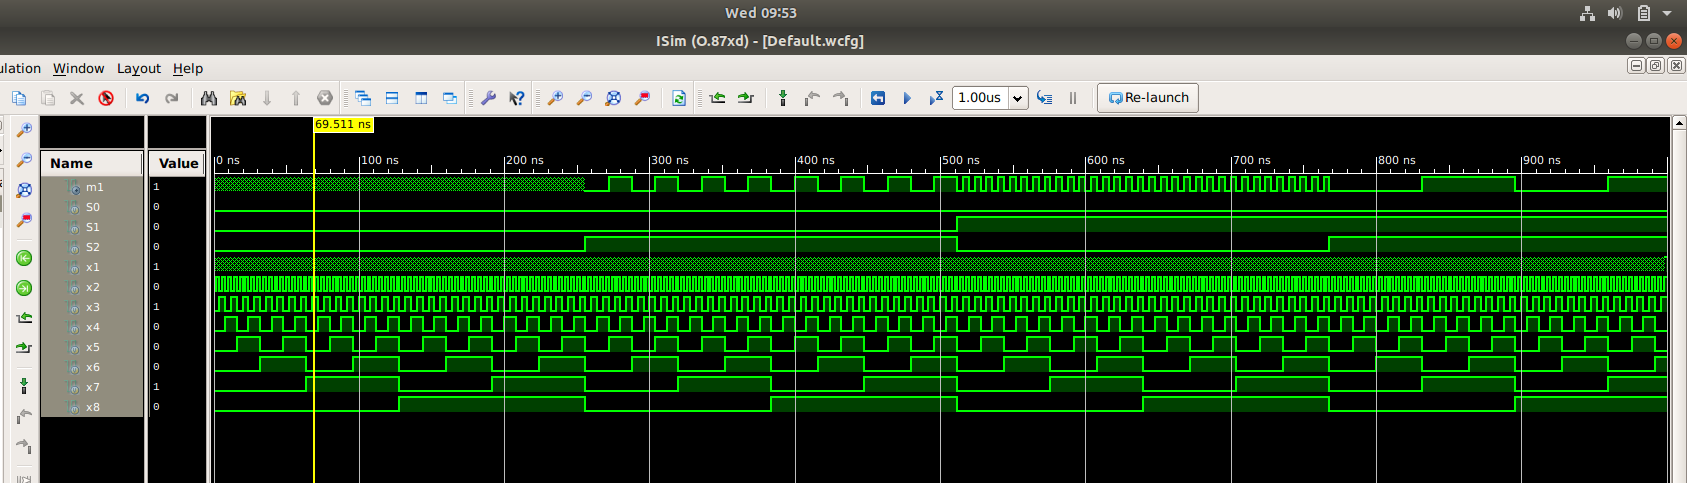 Wed 09:53
ISim (O.87xd) - [Default.wcfg]
ulation Window Layout Help
1.00us Re-launch
69.511 ns
Name Value
0 ns 100 ns 200 ns 300 ns 400 ns 500 ns 600 ns 700 ns 800 ns 900 ns
m1 1
S0 0
S1 0
S2 0
x1 1
x2 0
x3 1
x4 0
x5 0
x6 0
x7 1
x8 0